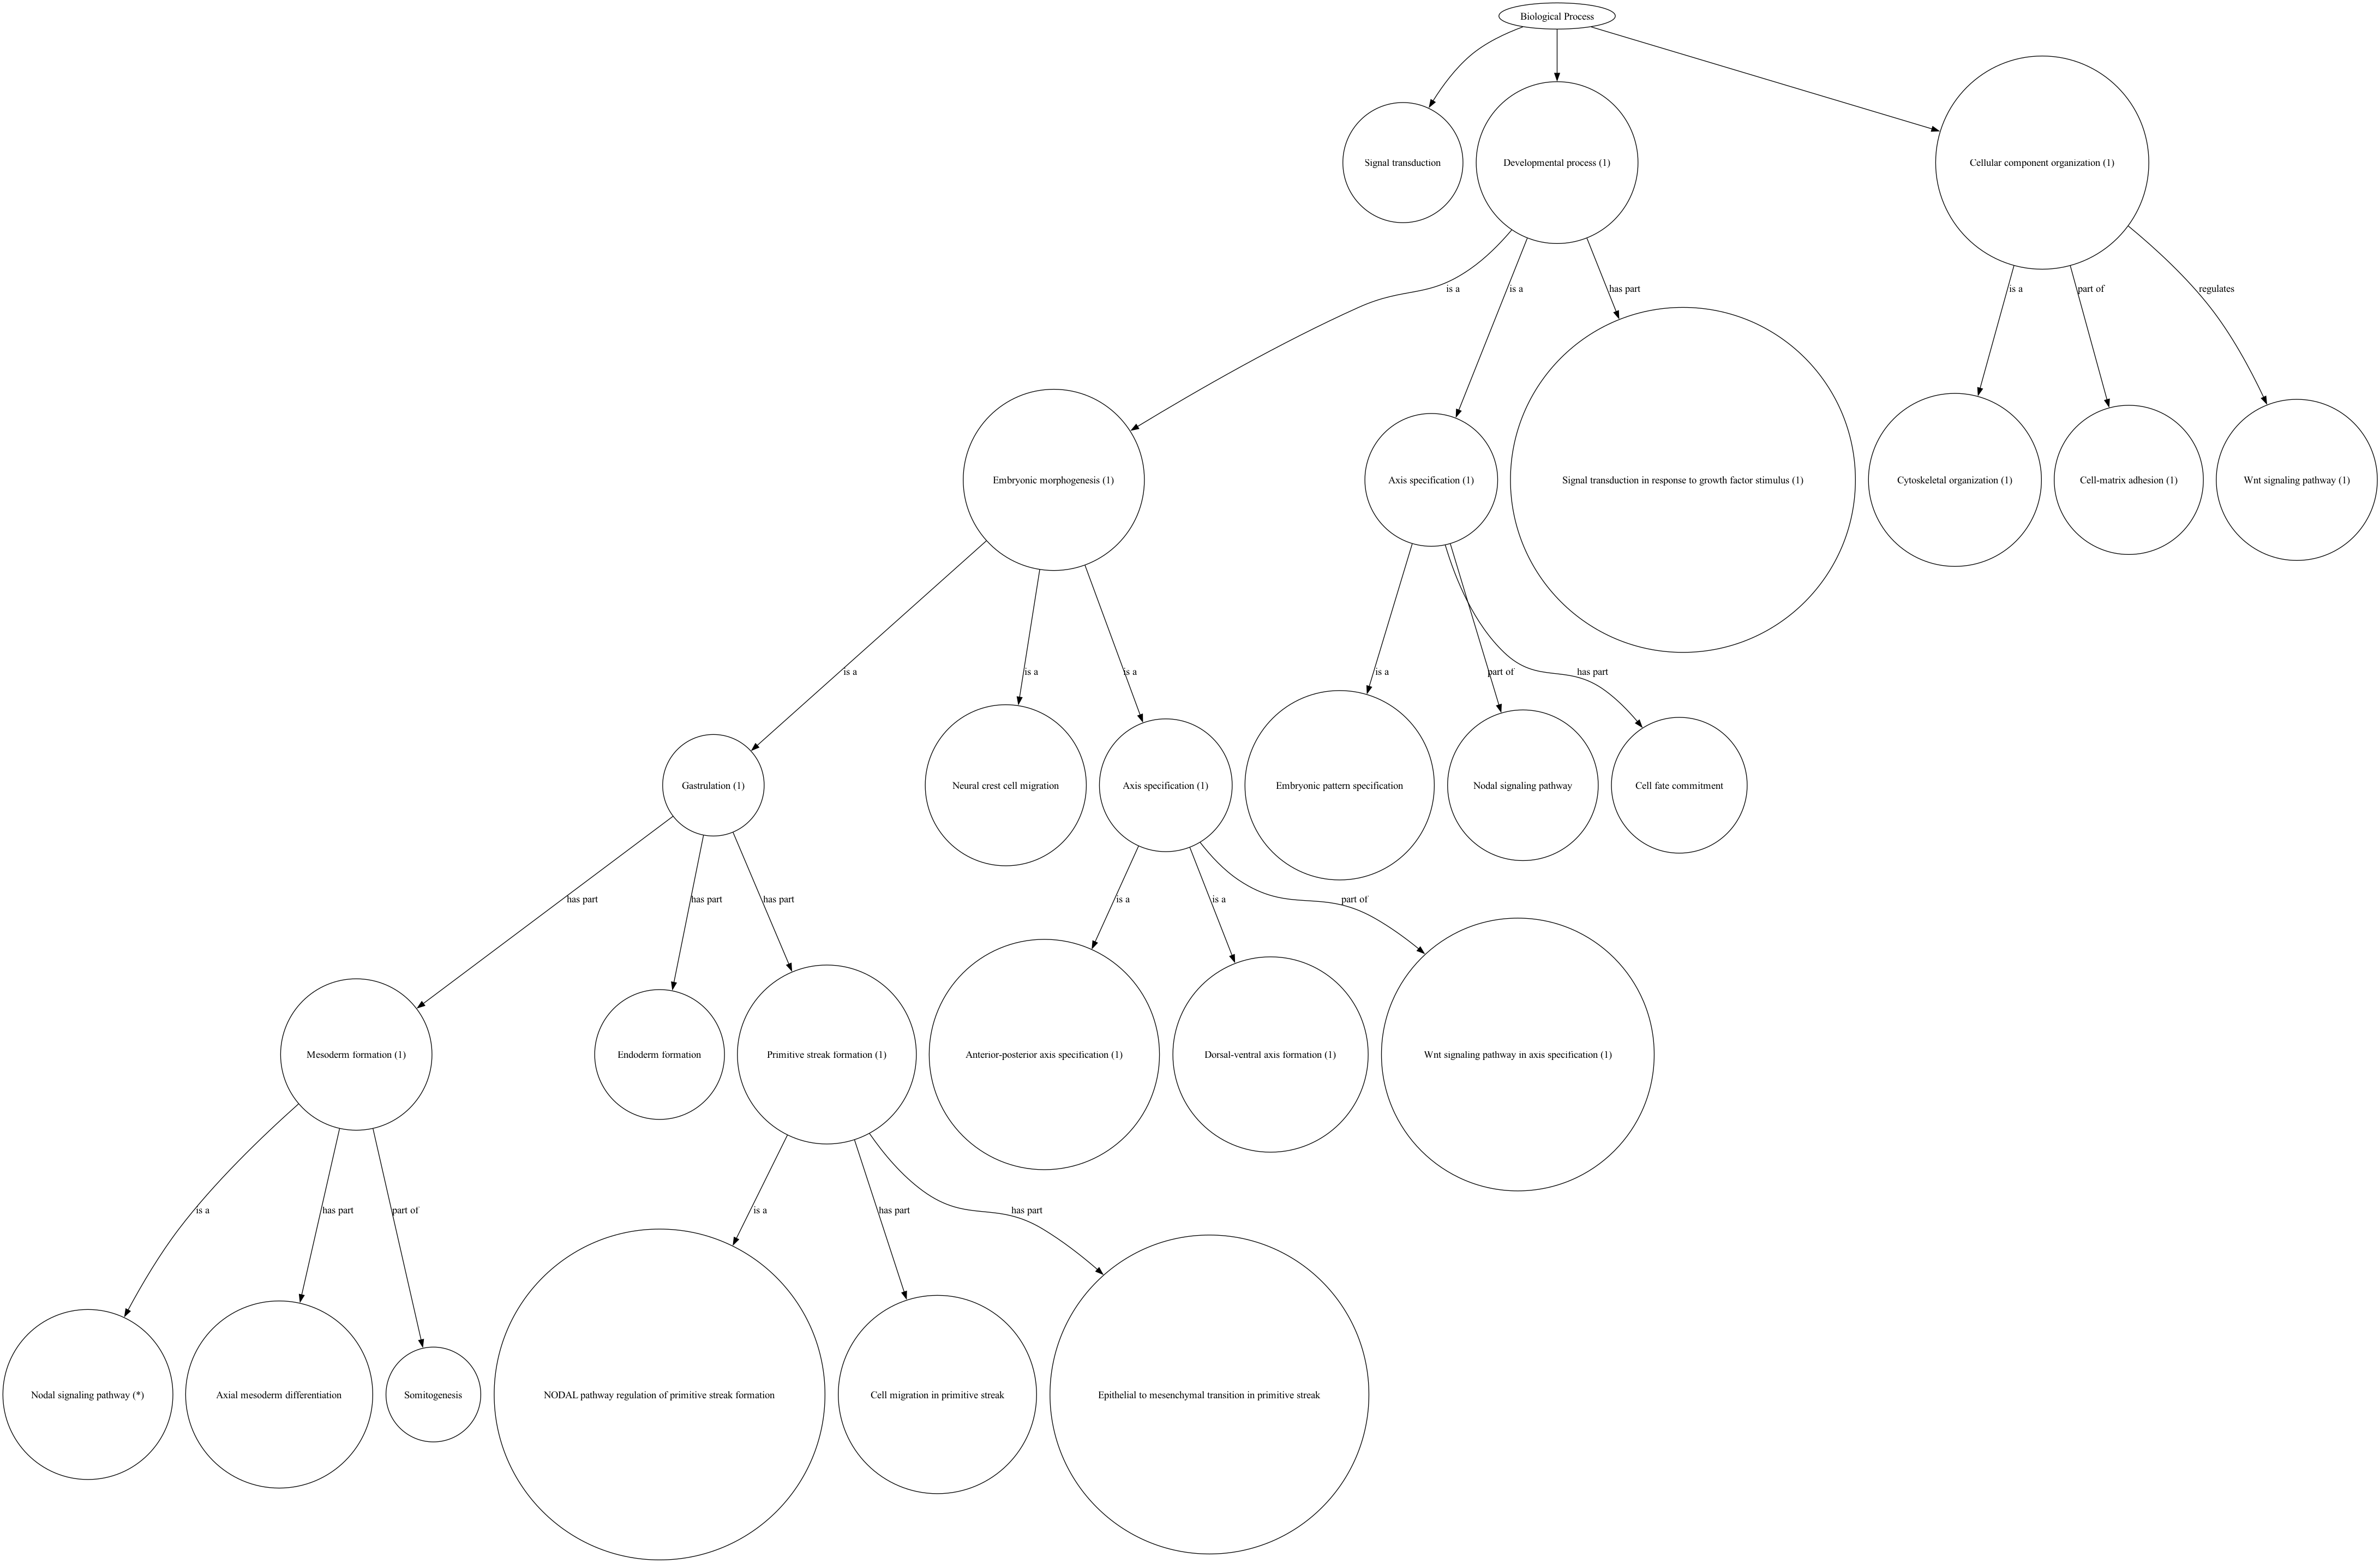 Biological Process
Signal transduction
Developmental process (1)
Cellular component organization (1)
is a
is a
has part
is a
part of
regulates
Embryonic morphogenesis (1)
Axis specification (1)
Signal transduction in response to growth factor stimulus (1)
Cytoskeletal organization (1)
Cell-matrix adhesion (1)
Wnt signaling pathway (1)
is a
is a
is a
is a
part of
has part
Gastrulation (1)
Neural crest cell migration
Axis specification (1)
Embryonic pattern specification
Nodal signaling pathway
Cell fate commitment
has part
has part
has part
is a
is a
part of
Mesoderm formation (1)
Endoderm formation
Primitive streak formation (1)
Anterior-posterior axis specification (1)
Dorsal-ventral axis formation (1)
Wnt signaling pathway in axis specification (1)
is a
has part
part of
is a
has part
has part
Nodal signaling pathway (*)
Axial mesoderm differentiation
Somitogenesis
NODAL pathway regulation of primitive streak formation
Cell migration in primitive streak
Epithelial to mesenchymal transition in primitive streak